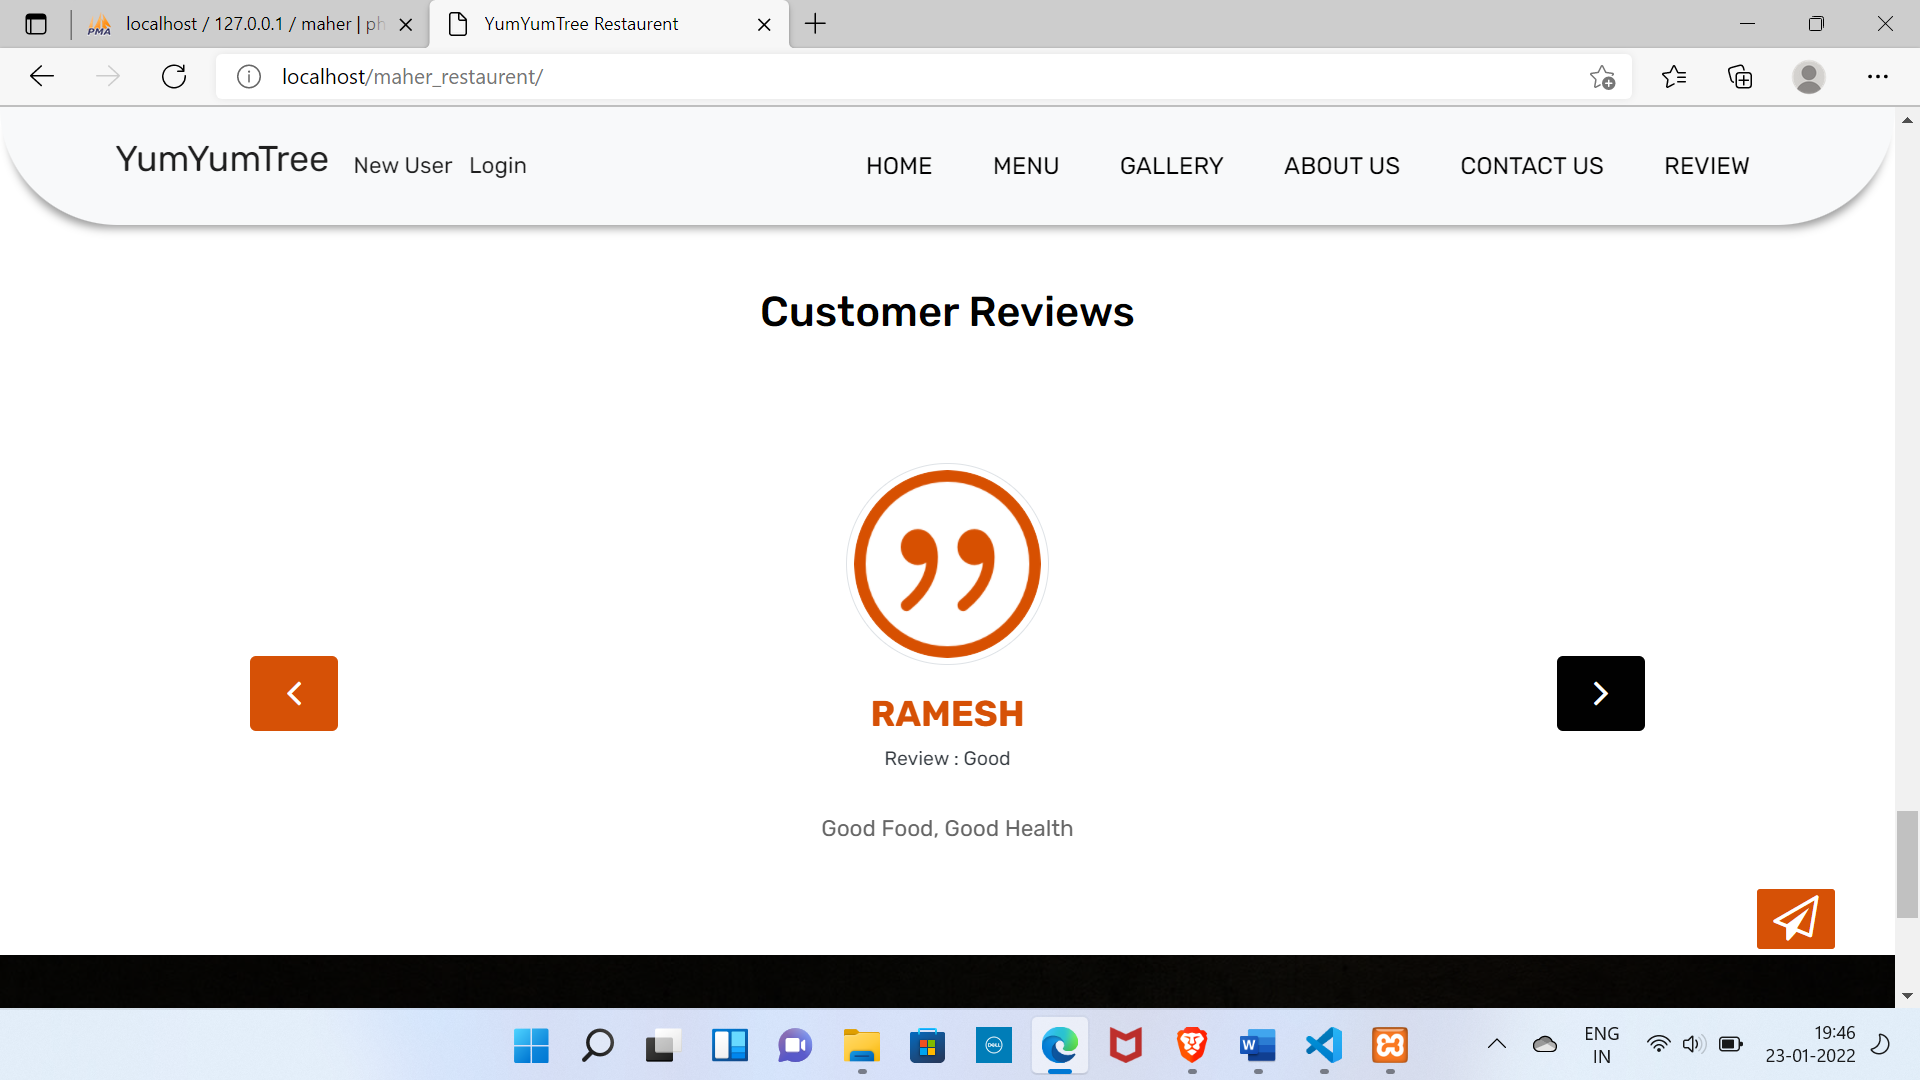 PMA localhost / 127.0.0.1 / maher | ph
YumYumTree Restaurent
localhost/maher_restaurent/
YumYumTree New User Login HOME MENU GALLERY ABOUT US CONTACT US REVIEW
Customer Reviews
RAMESH
Review : Good
Good Food, Good Health
DELL
W
ENG
IN
19:46
23-01-2022